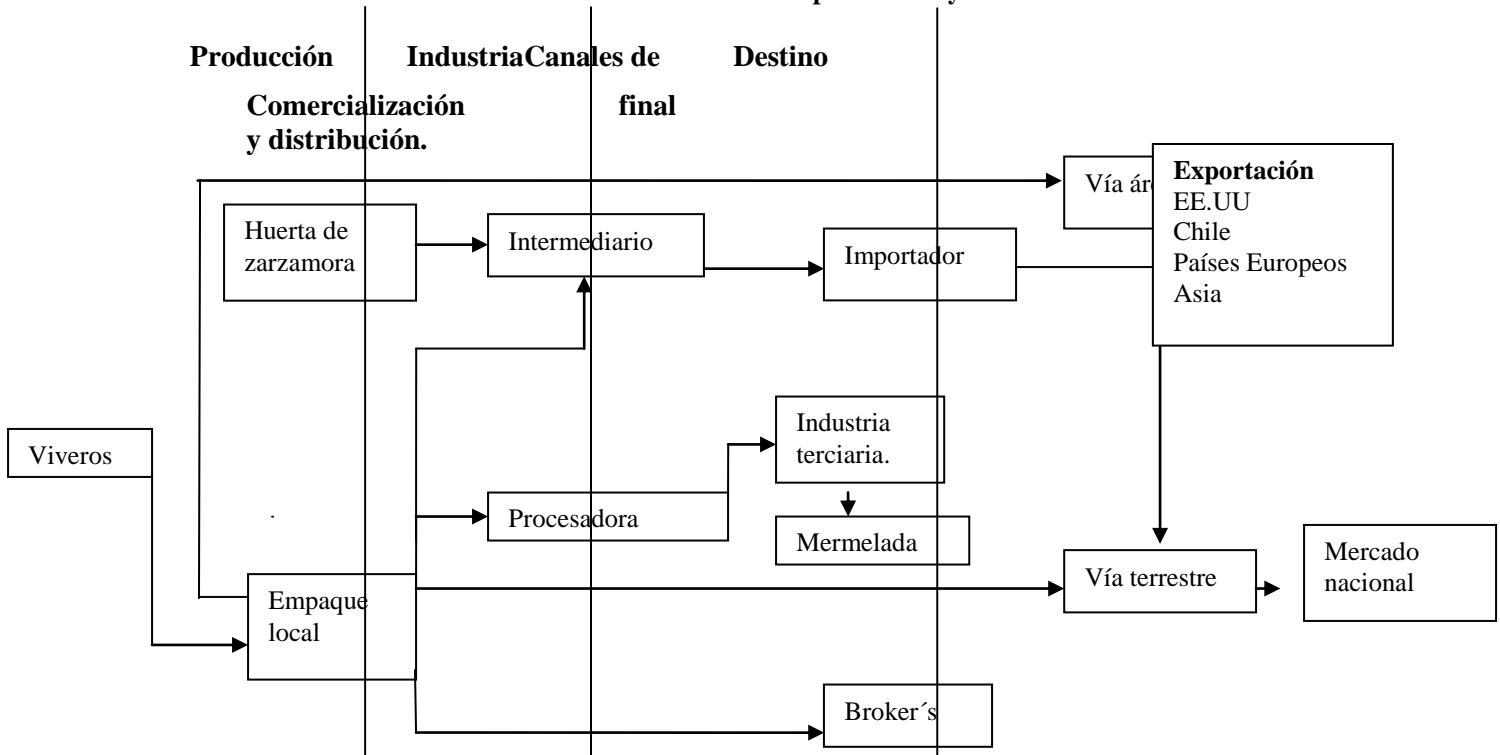 Producción IndustriaCanales de Destino
Comercialización final
y distribución.
Vía
Exportación
EE.UU
Chile
Países Europeos
Asia
Huerta de
zarzamora
Intermediario
Importador
Viveros
Industria
terciaria.
Procesadora
Mermelada
Empaque
local
Vía terrestre
Mercado
nacional
Broker´s